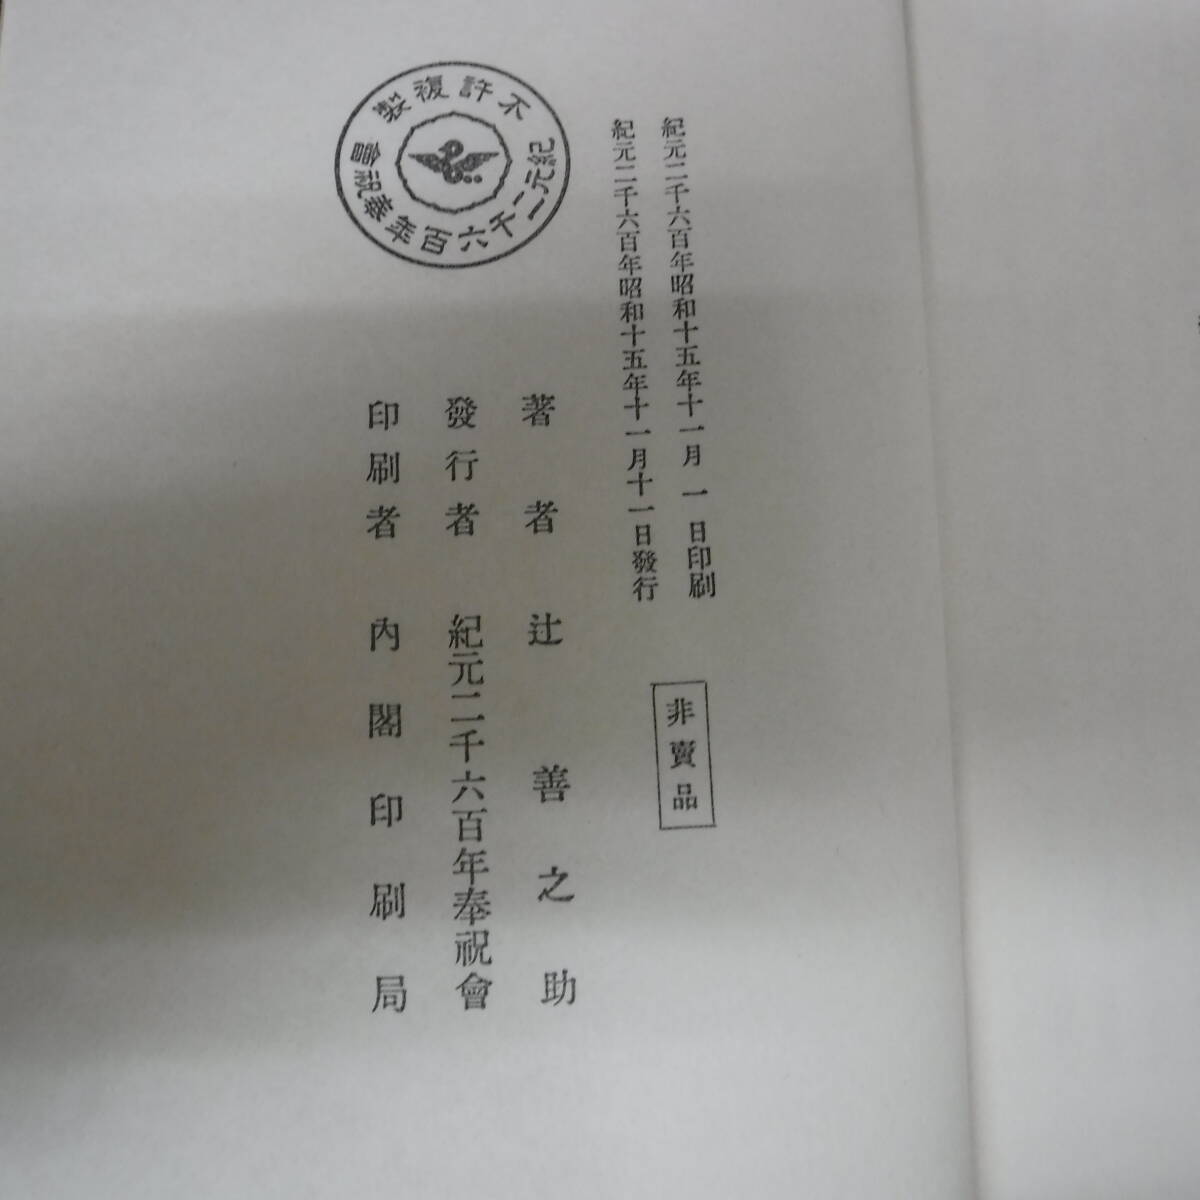 紀元二千六百年昭和十五年十一月　一日印刷
紀元二千六百年昭和十五年十一月十一日發行
非賣品
著者　辻善之助
發行者　紀元二千六百年奉祝會
印刷者　內閣印刷局
不許複製
紀元二千六百年奉祝會